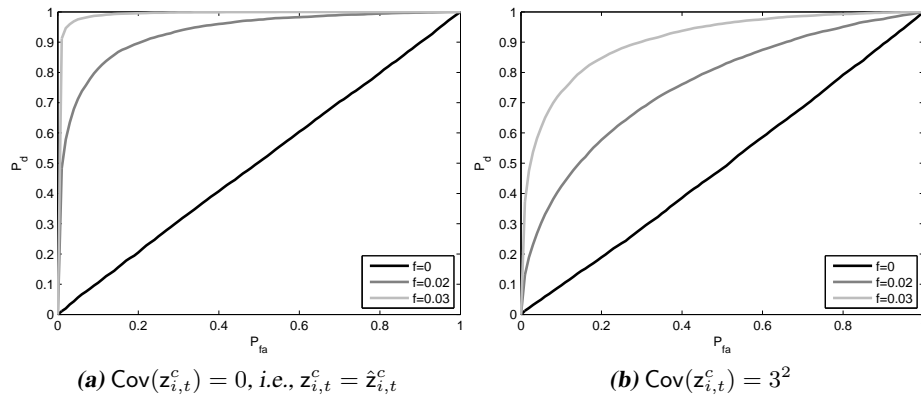 1
0.9
0.8
0.7
0.6
0.5
0.4
0.3
0.2
0.1
0
P_d
0 0.2 0.4 0.6 0.8 1
P_fa
f=0
f=0.02
f=0.03
(a) Cov(z^c_{i,t}) = 0, i.e., z^c_{i,t} = ẑ^c_{i,t}
1
0.9
0.8
0.7
0.6
0.5
0.4
0.3
0.2
0.1
0
P_d
0 0.2 0.4 0.6 0.8
P_fa
f=0
f=0.02
f=0.03
(b) Cov(z^c_{i,t}) = 3^2